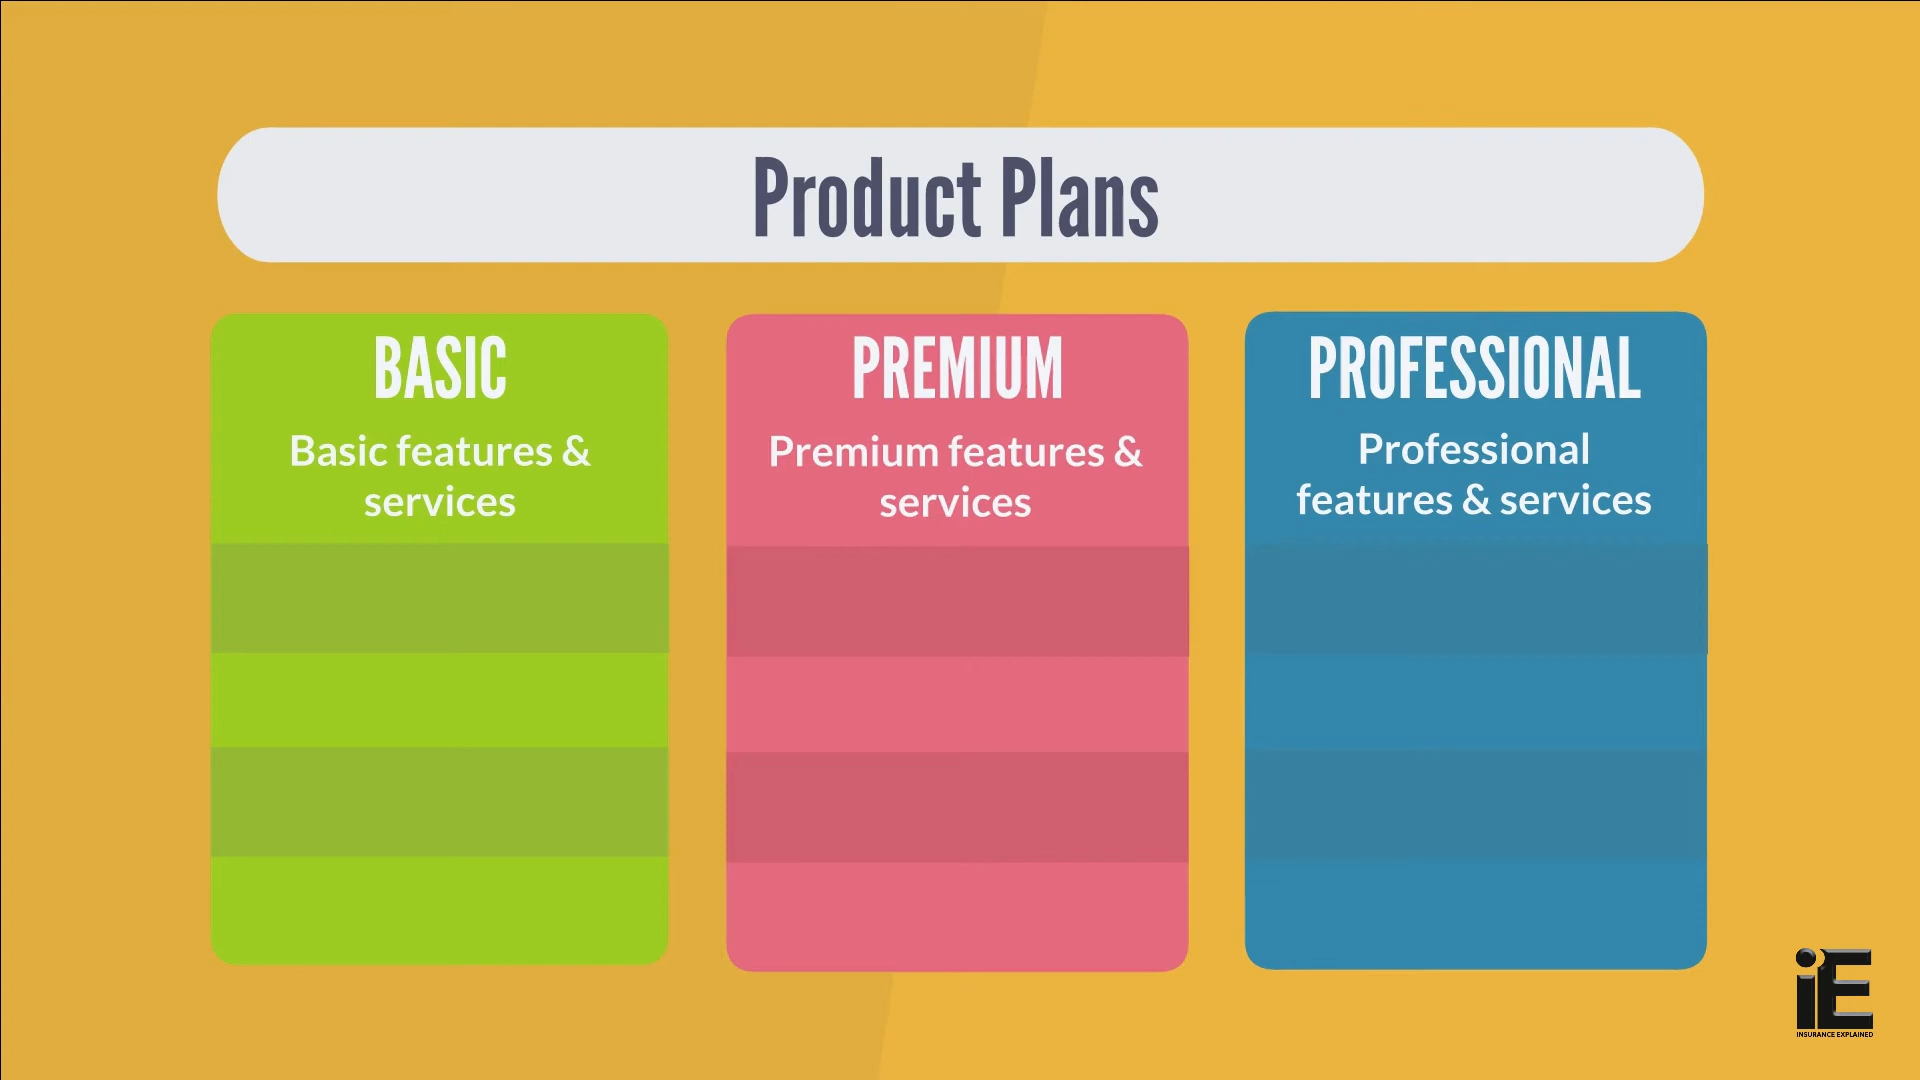 Product Plans
BASIC
Basic features &
services
PREMIUM
Premium features &
services
PROFESSIONAL
Professional
features & services
iE
INSURANCE EXPLAINED